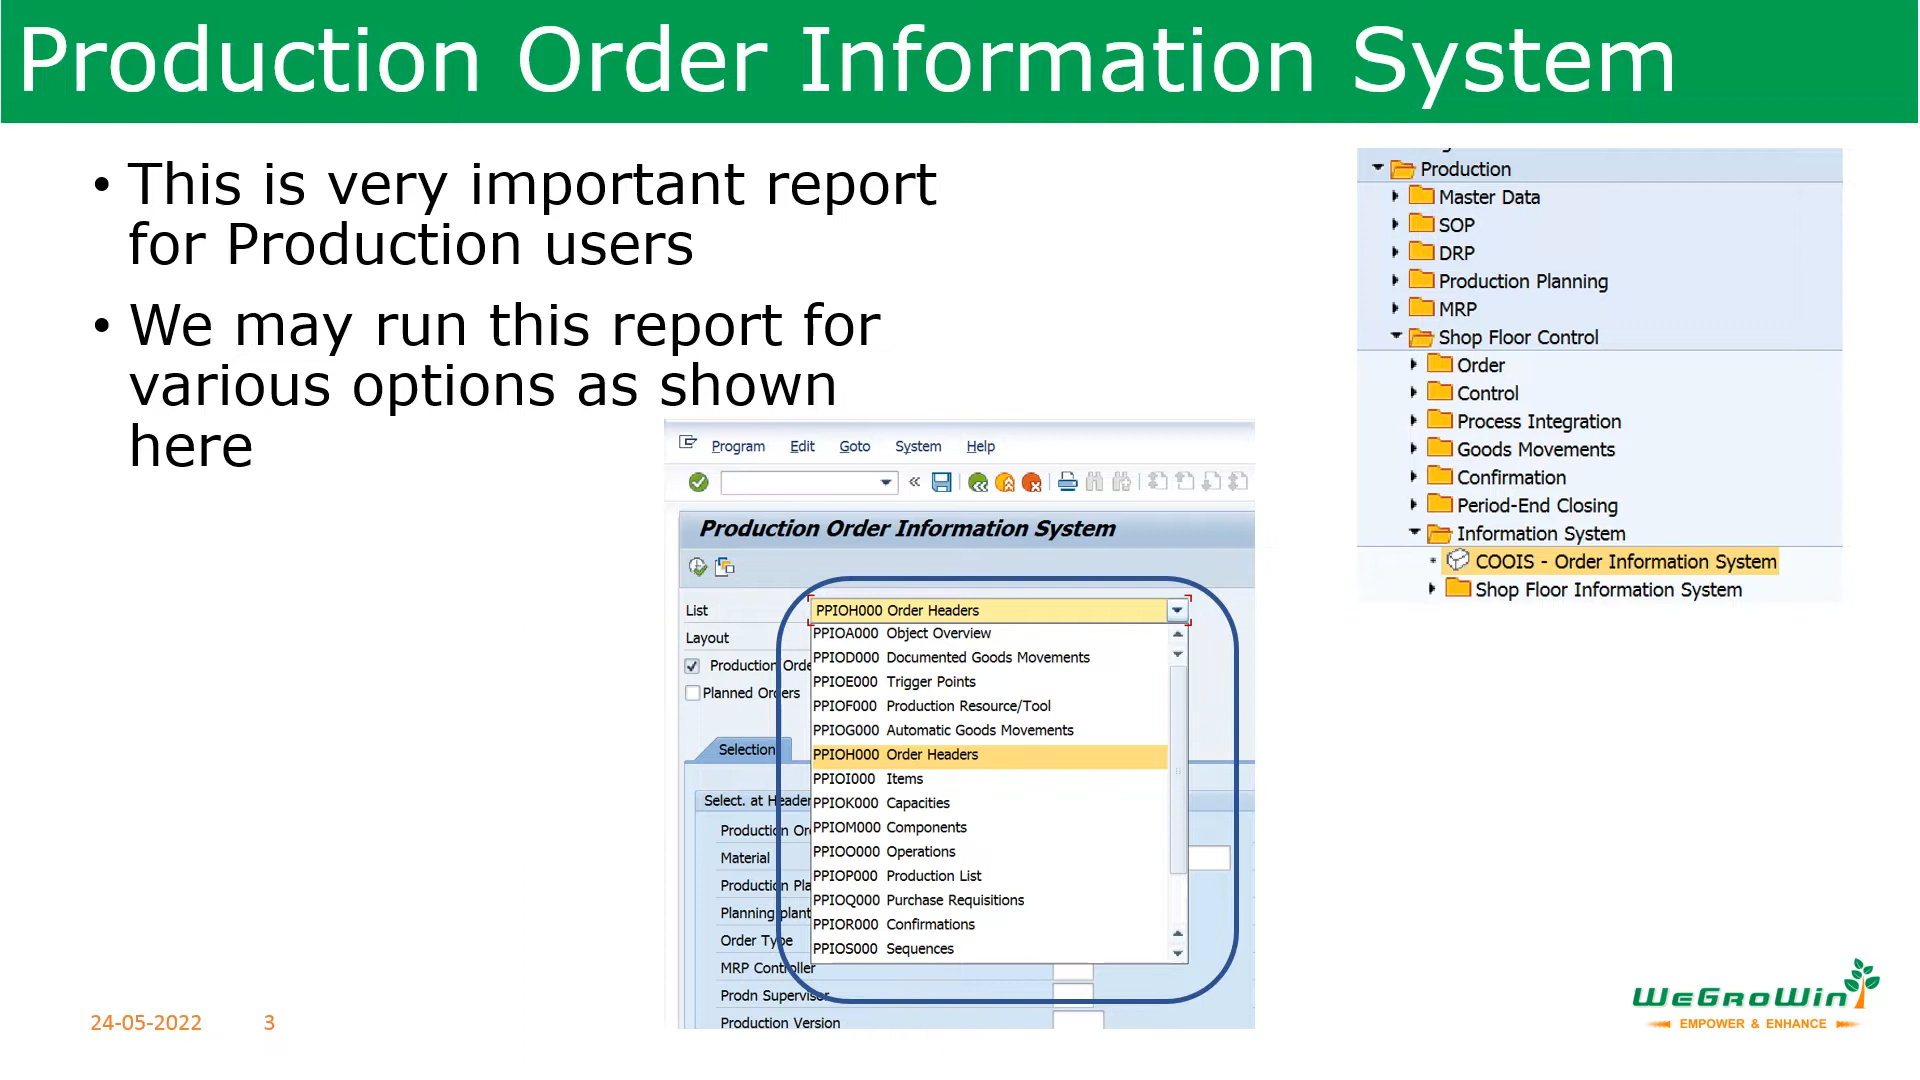 Production Order Information System
• This is very important report
for Production users
• We may run this report for
various options as shown
here
Production
Master Data
SOP
DRP
Production Planning
MRP
Shop Floor Control
Order
Control
Process Integration
Goods Movements
Confirmation
Period-End Closing
Information System
COOIS - Order Information System
Shop Floor Information System
Program Edit Goto System Help
Production Order Information System
List PPIOH000 Order Headers
Layout
PPIOA000 Object Overview
PPIOD000 Documented Goods Movements
Production Orde
PPIOE000 Trigger Points
Planned Orders
PPIOF000 Production Resource/Tool
PPIOG000 Automatic Goods Movements
Selection
PPIOH000 Order Headers
PPIOI000 Items
Select. at Header
PPIOK000 Capacities
Production Or
PPIOM000 Components
Material
PPIOO000 Operations
Production Pla
PPIOP000 Production List
Planning plant
PPIOQ000 Purchase Requisitions
PPIOR000 Confirmations
Order Type
PPIOS000 Sequences
MRP Controller
Prodn Supervisor
Production Version
24-05-2022 3
WeGroWin
EMPOWER & ENHANCE